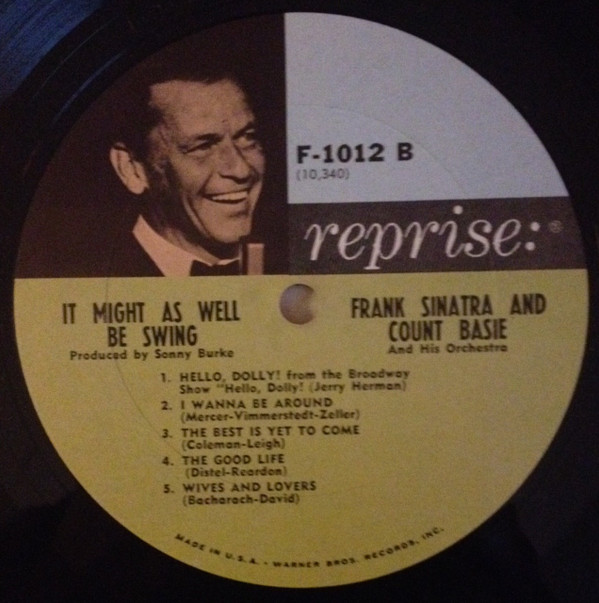 F-1012 B
(10,340)
reprise:®
IT MIGHT AS WELL
BE SWING
Produced by Sonny Burke
FRANK SINATRA AND
COUNT BASIE
And His Orchestra
1. HELLO, DOLLY! from the Broadway
Show "Hello, Dolly! (Jerry Herman)
2. I WANNA BE AROUND
(Mercer-Vimmerstedt-Zeller)
3. THE BEST IS YET TO COME
(Coleman-Leigh)
4. THE GOOD LIFE
(Distel-Reardon)
5. WIVES AND LOVERS
(Bacharach-David)
MADE IN U.S.A. - WARNER BROS. RECORDS, INC.